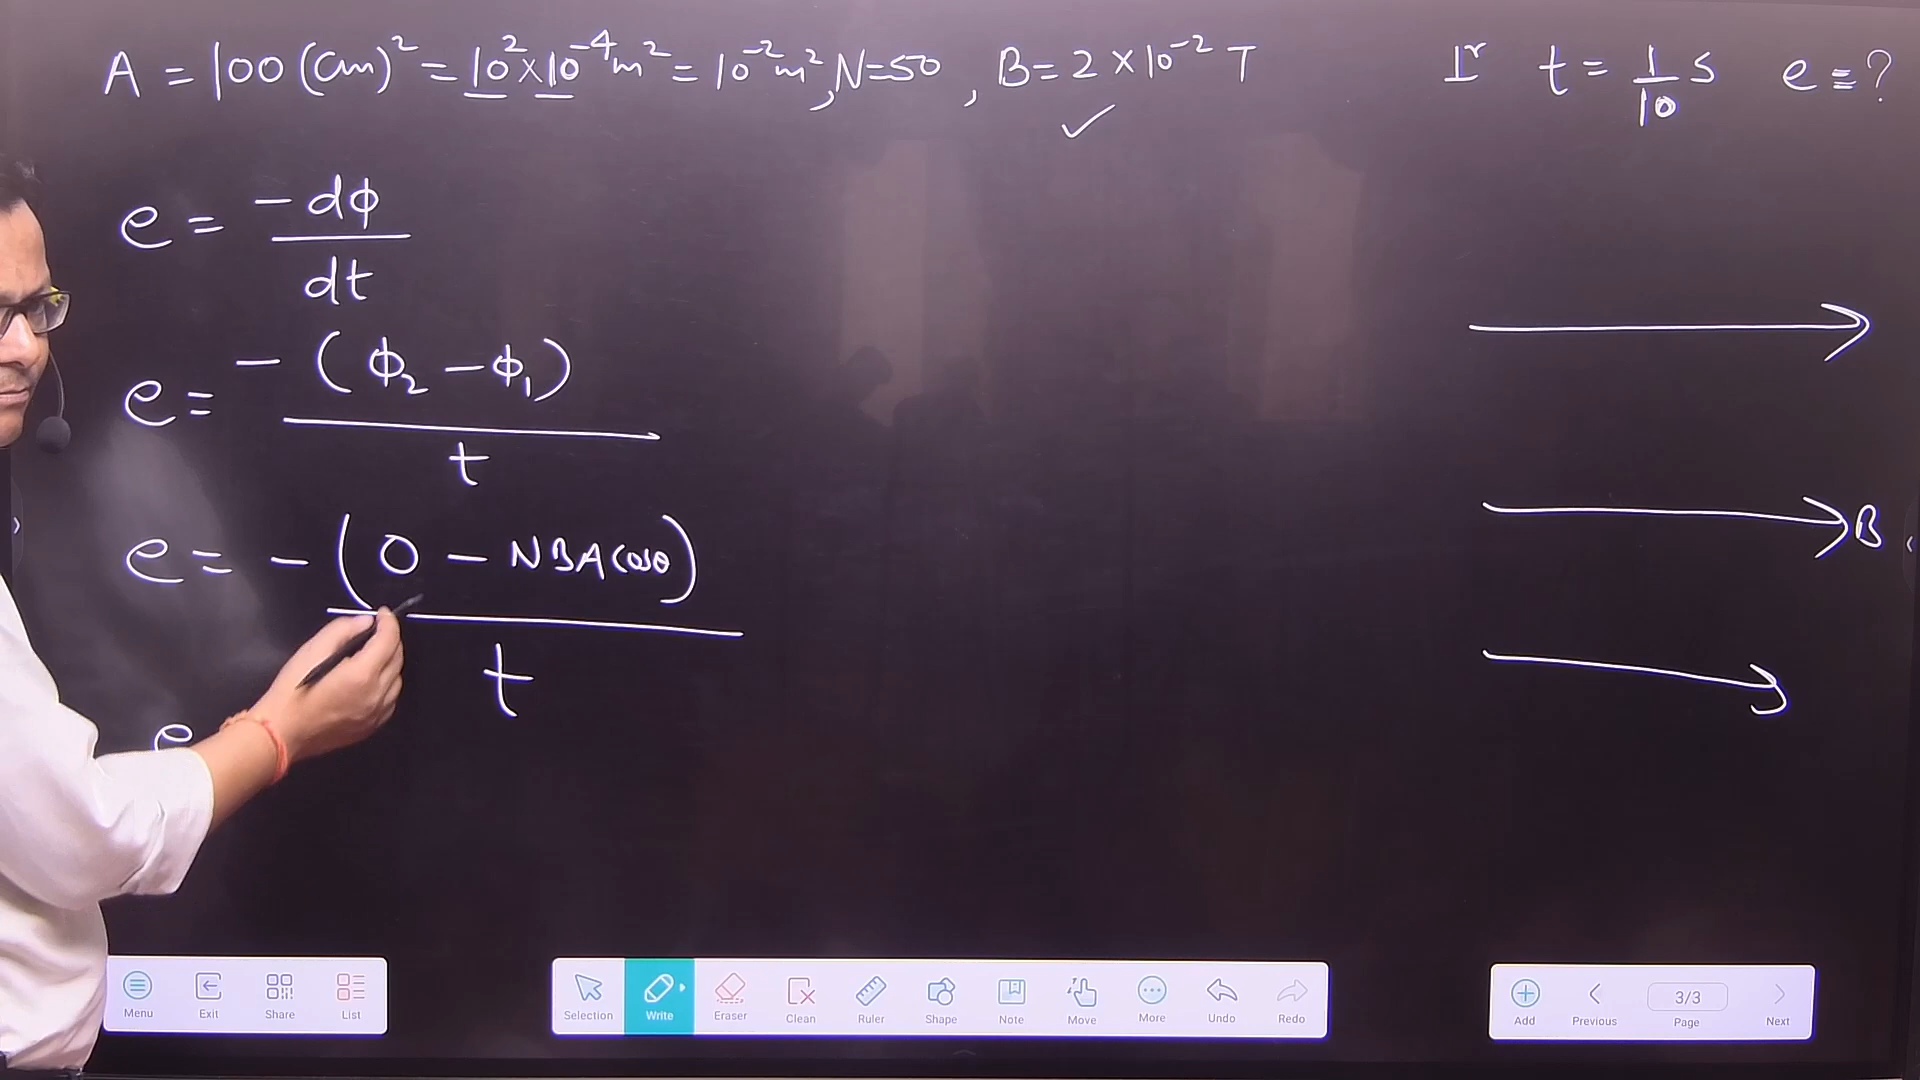 A = 100 (Cm)² = 10² × 10⁻⁴ m² = 10⁻² m², N=50, B = 2 × 10⁻² T t = 1/10 s e = ?
e = -dϕ/dt
e = -(ϕ₂ - ϕ₁)/t
B
e = -(0 - NBA cosθ)/t
e
Menu Exit Share List Selection Write Eraser Clean Ruler Shape Note Move More Undo Redo Add Previous 3/3 Page Next